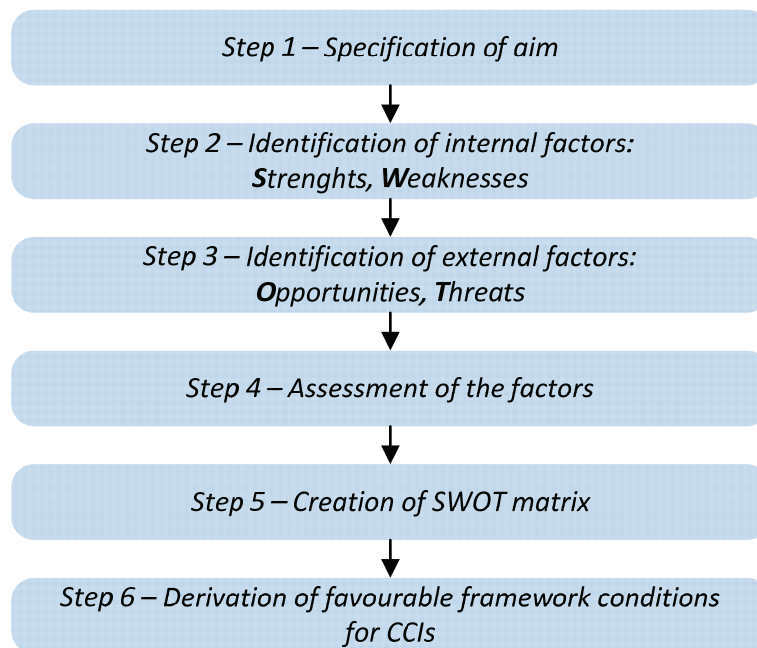 Step 1 – Specification of aim
Step 2 – Identification of internal factors:
Strenghts, Weaknesses
Step 3 – Identification of external factors:
Opportunities, Threats
Step 4 – Assessment of the factors
Step 5 – Creation of SWOT matrix
Step 6 – Derivation of favourable framework conditions
for CCIs